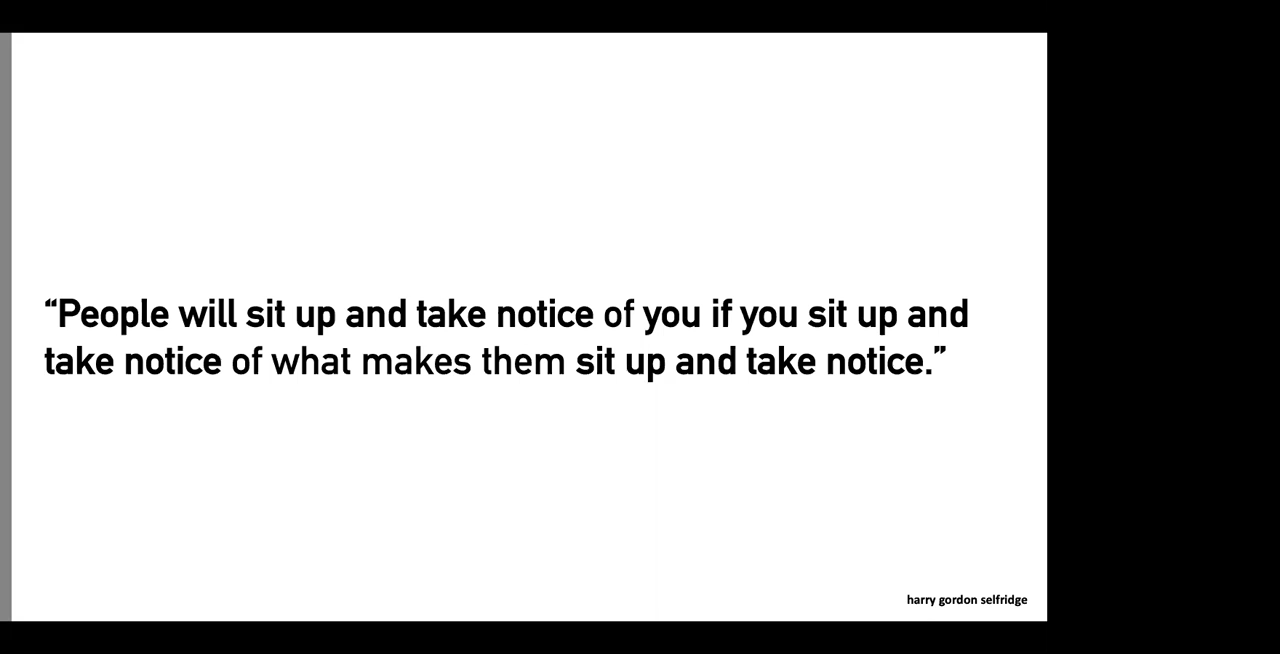 “People will sit up and take notice of you if you sit up and
take notice of what makes them sit up and take notice.”
harry gordon selfridge